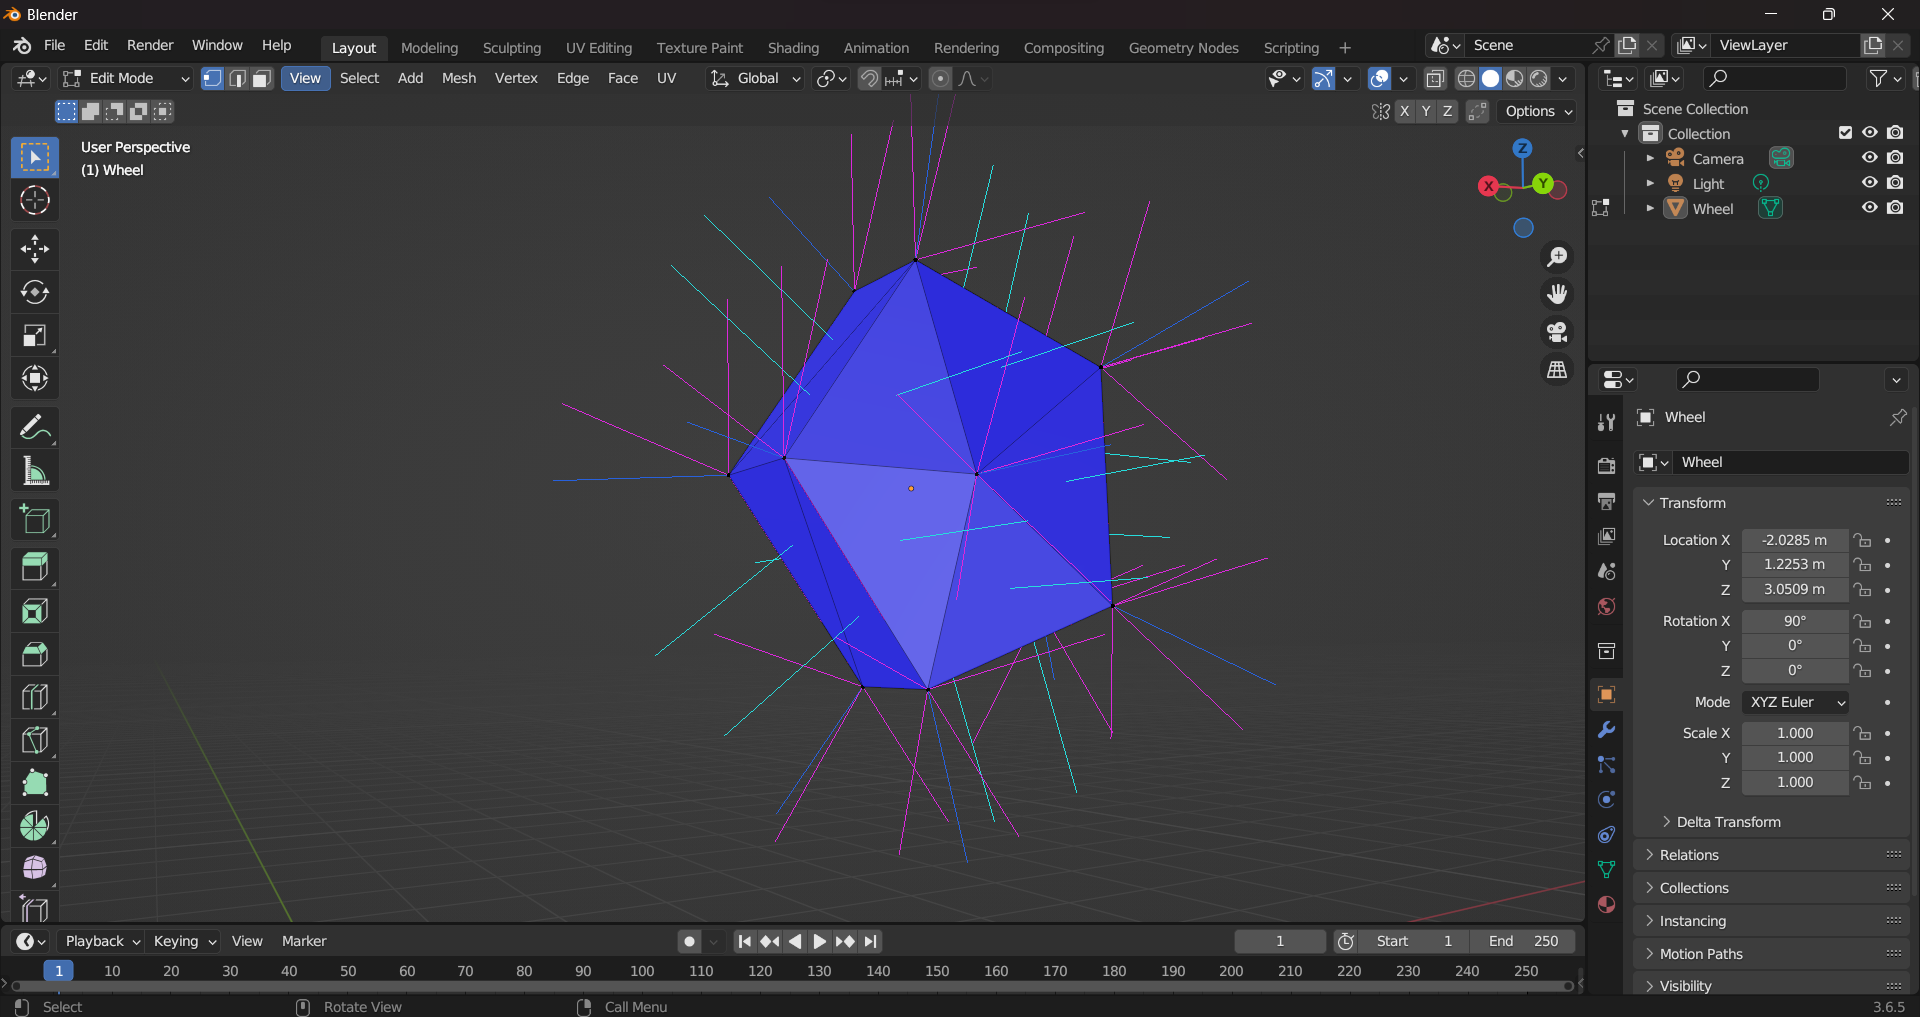 Blender
File Edit Render Window Help Layout Modeling Sculpting UV Editing Texture Paint Shading Animation Rendering Compositing Geometry Nodes Scripting + Scene ViewLayer
Edit Mode View Select Add Mesh Vertex Edge Face UV Global
X Y Z Options
User Perspective
(1) Wheel
Z
X Y
Scene Collection
Collection
Camera
Light
Wheel
Wheel
Wheel
Transform
Location X -2.0285 m
Y 1.2253 m
Z 3.0509 m
Rotation X 90°
Y 0°
Z 0°
Mode XYZ Euler
Scale X 1.000
Y 1.000
Z 1.000
Delta Transform
Relations
Collections
Instancing
Motion Paths
Visibility
Playback Keying View Marker 1 Start 1 End 250
1 10 20 30 40 50 60 70 80 90 100 110 120 130 140 150 160 170 180 190 200 210 220 230 240 250
Select Rotate View Call Menu 3.6.5